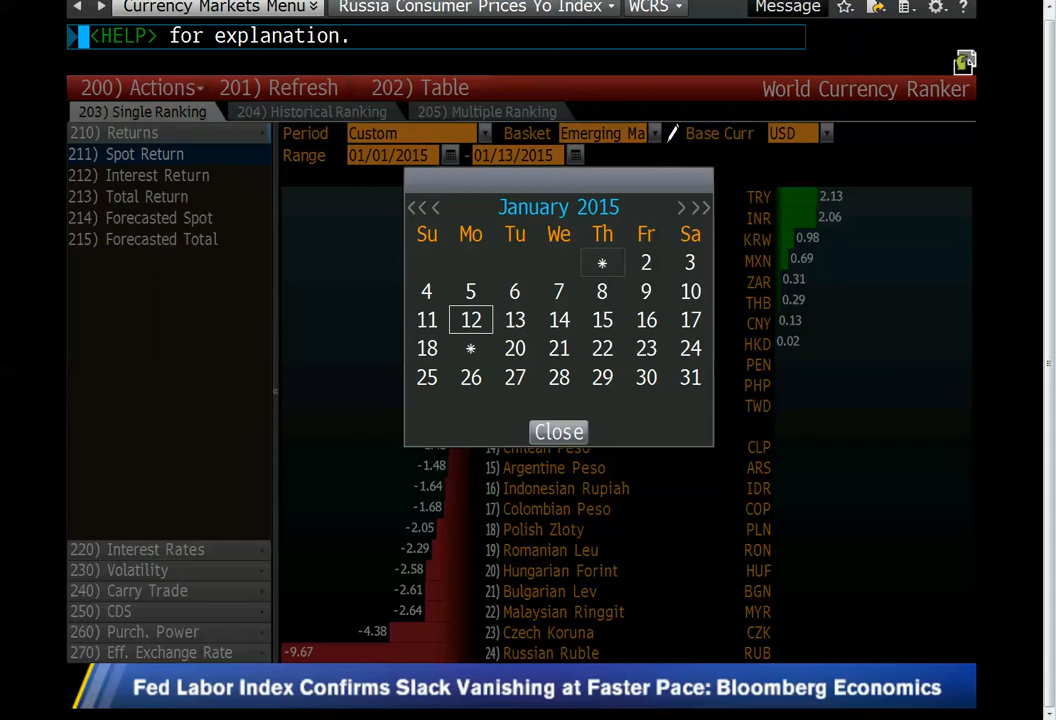 Currency Markets Menu Russia Consumer Prices Yo Index WCRS Message ?
<HELP> for explanation.
200) Actions 201) Refresh 202) Table World Currency Ranker
203) Single Ranking 204) Historical Ranking 205) Multiple Ranking
210) Returns
211) Spot Return
212) Interest Return
213) Total Return
214) Forecasted Spot
215) Forecasted Total
220) Interest Rates
230) Volatility
240) Carry Trade
250) CDS
260) Purch. Power
270) Eff. Exchange Rate
Period Custom Basket Emerging Ma Base Curr USD
Range 01/01/2015 - 01/13/2015
<< < January 2015 > >>
Su Mo Tu We Th Fr Sa
* 2 3
4 5 6 7 8 9 10
11 12 13 14 15 16 17
18 * 20 21 22 23 24
25 26 27 28 29 30 31
Close
TRY 2.13
INR 2.06
KRW 0.98
MXN 0.69
ZAR 0.31
THB 0.29
CNY 0.13
HKD 0.02
PEN
PHP
TWD
14) Chilean Peso CLP
-1.48 15) Argentine Peso ARS
-1.64 16) Indonesian Rupiah IDR
-1.68 17) Colombian Peso COP
-2.05 18) Polish Zloty PLN
-2.29 19) Romanian Leu RON
-2.58 20) Hungarian Forint HUF
-2.61 21) Bulgarian Lev BGN
-2.64 22) Malaysian Ringgit MYR
-4.38 23) Czech Koruna CZK
-9.67 24) Russian Ruble RUB
Fed Labor Index Confirms Slack Vanishing at Faster Pace: Bloomberg Economics